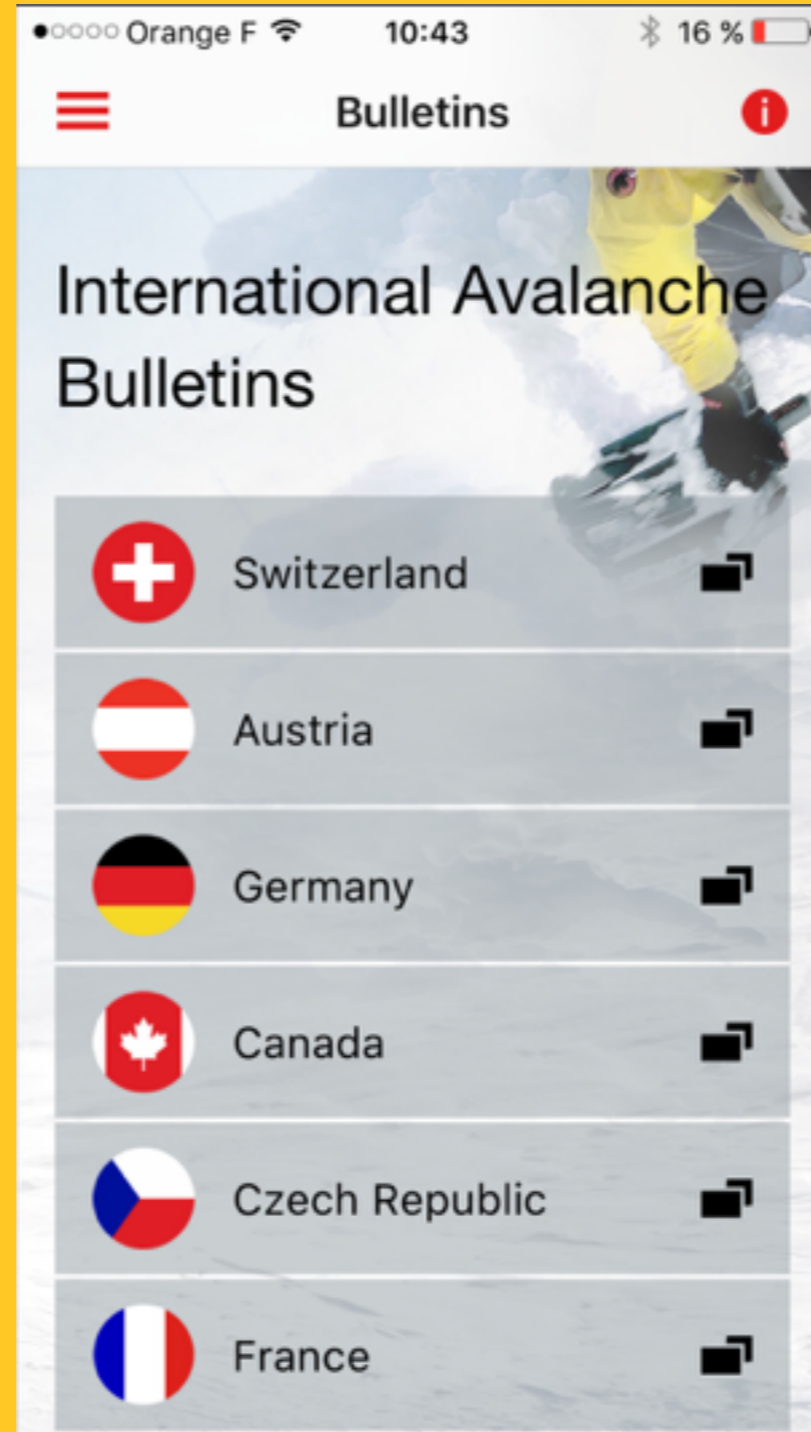 Orange F 10:43 16 %
Bulletins
International Avalanche
Bulletins
Switzerland
Austria
Germany
Canada
Czech Republic
France